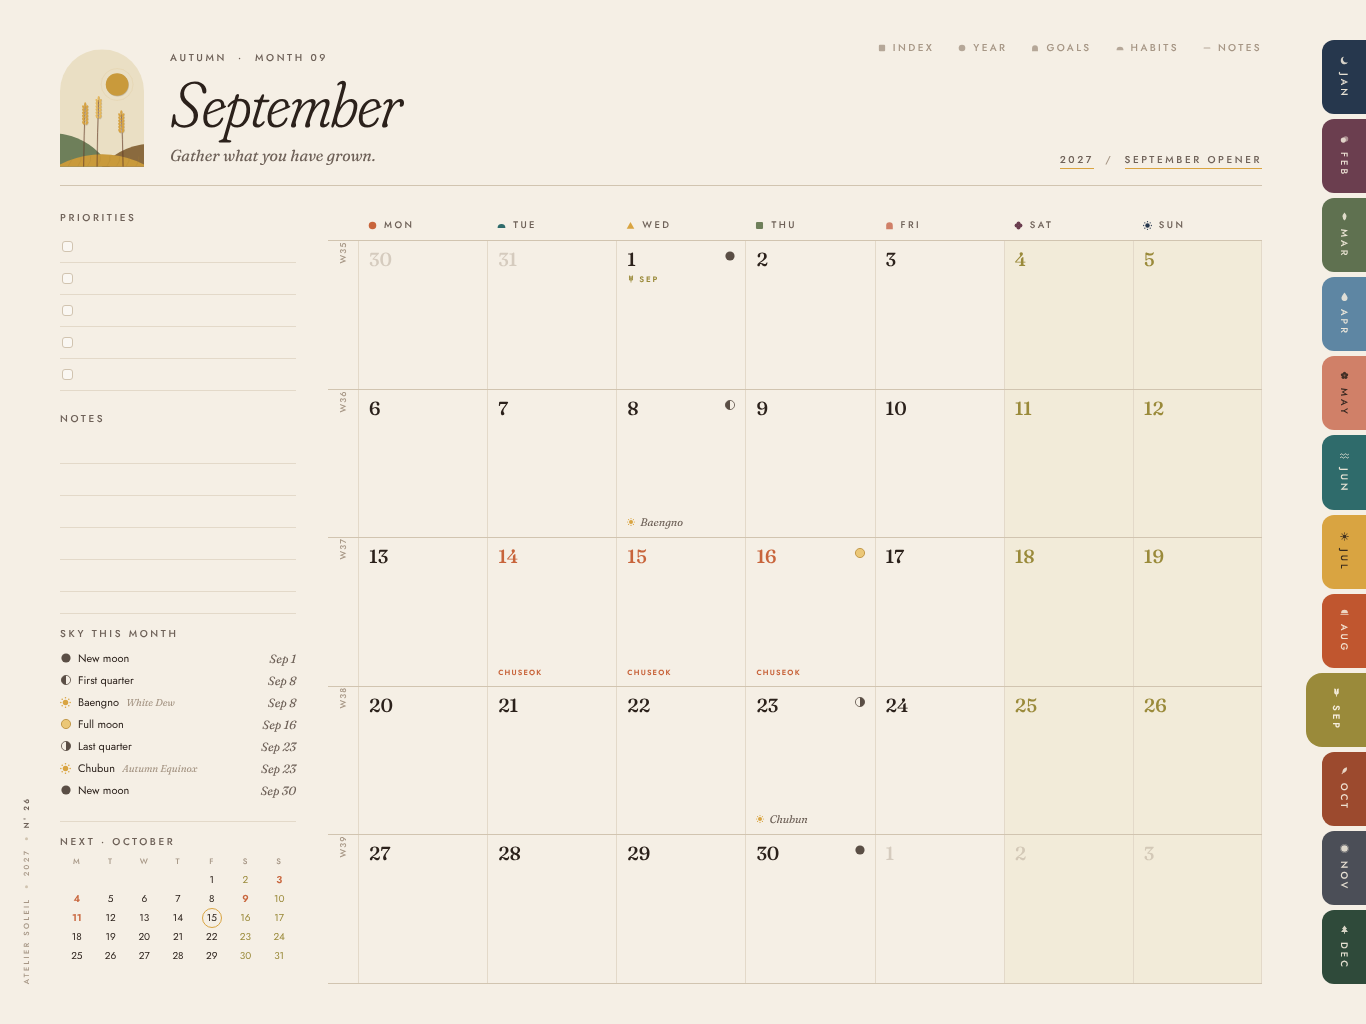 AUTUMN · MONTH 09
September
Gather what you have grown.
INDEX YEAR GOALS HABITS NOTES
2027 / SEPTEMBER OPENER
PRIORITIES
NOTES
SKY THIS MONTH
New moon Sep 1
First quarter Sep 8
Baengno White Dew Sep 8
Full moon Sep 16
Last quarter Sep 23
Chubun Autumn Equinox Sep 23
New moon Sep 30
NEXT · OCTOBER
M T W T F S S
1 2 3
4 5 6 7 8 9 10
11 12 13 14 15 16 17
18 19 20 21 22 23 24
25 26 27 28 29 30 31
ATELIER SOLEIL • 2027 • N° 26
MON TUE WED THU FRI SAT SUN
W35
30 31 1 2 3 4 5
SEP
W36
6 7 8 9 10 11 12
Baengno
W37
13 14 15 16 17 18 19
CHUSEOK CHUSEOK CHUSEOK
W38
20 21 22 23 24 25 26
Chubun
W39
27 28 29 30 1 2 3
JAN
FEB
MAR
APR
MAY
JUN
JUL
AUG
SEP
OCT
NOV
DEC